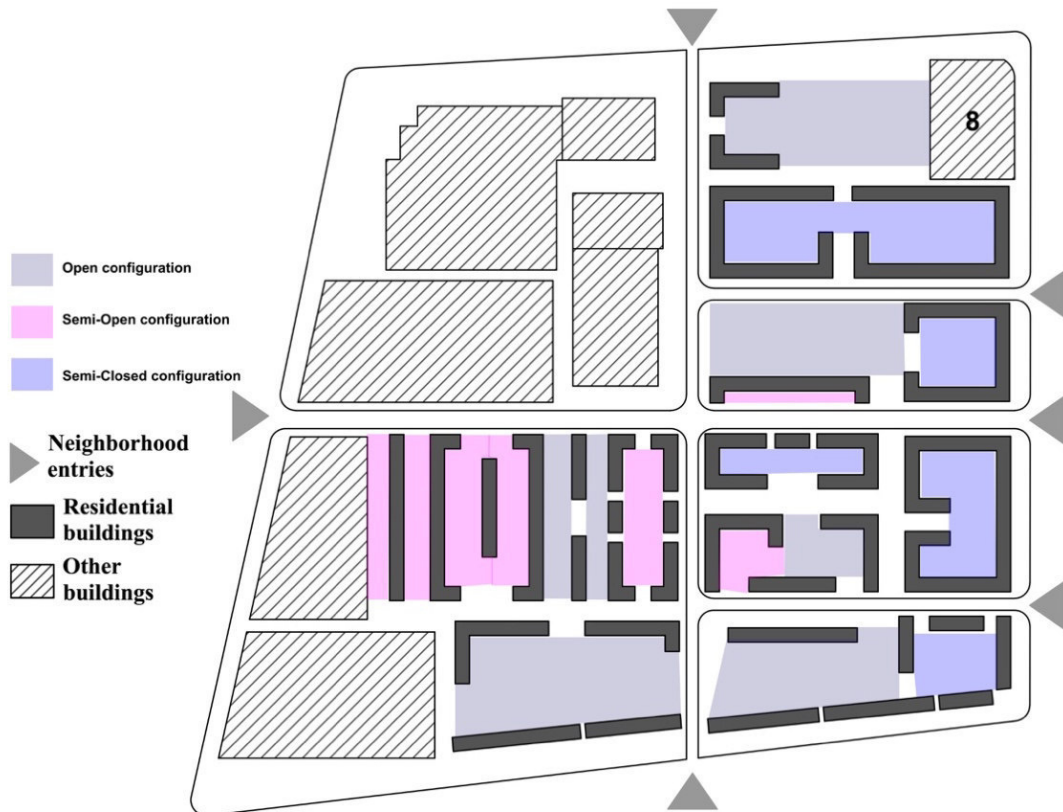 8
Open configuration
Semi-Open configuration
Semi-Closed configuration
Neighborhood
entries
Residential
buildings
Other
buildings